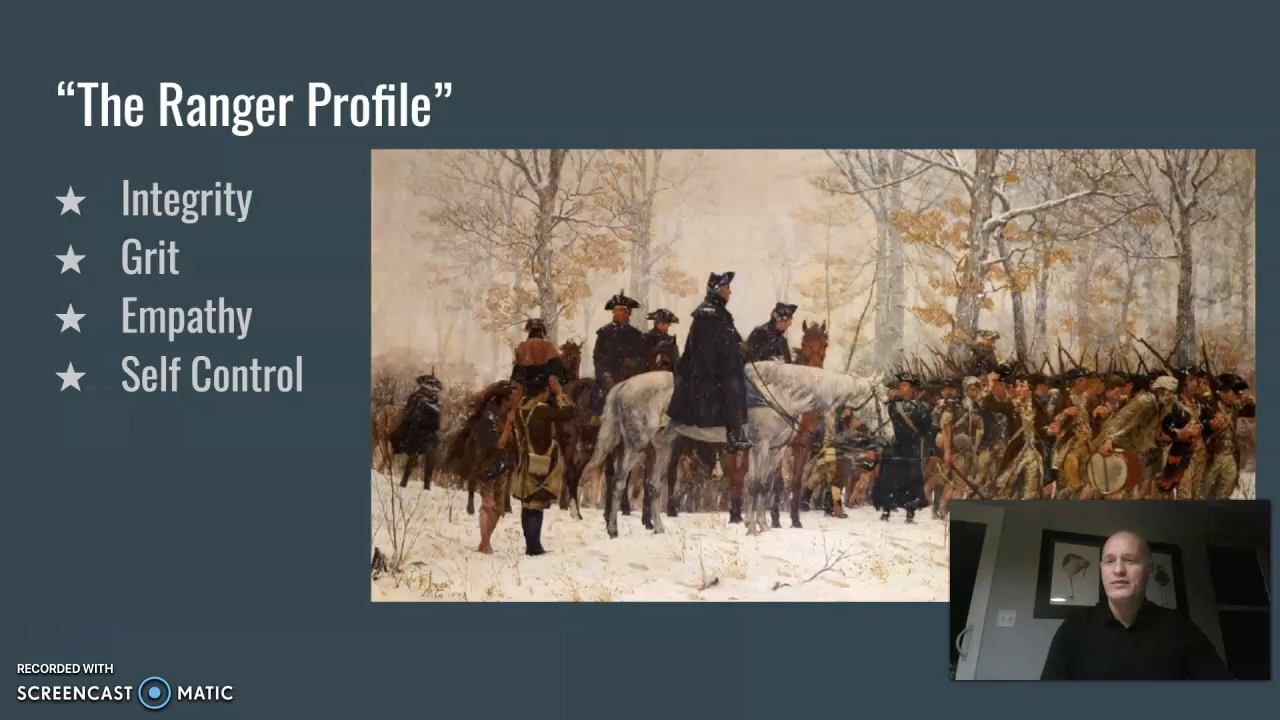 “The Ranger Profile”
★ Integrity
★ Grit
★ Empathy
★ Self Control
RECORDED WITH
SCREENCAST MATIC